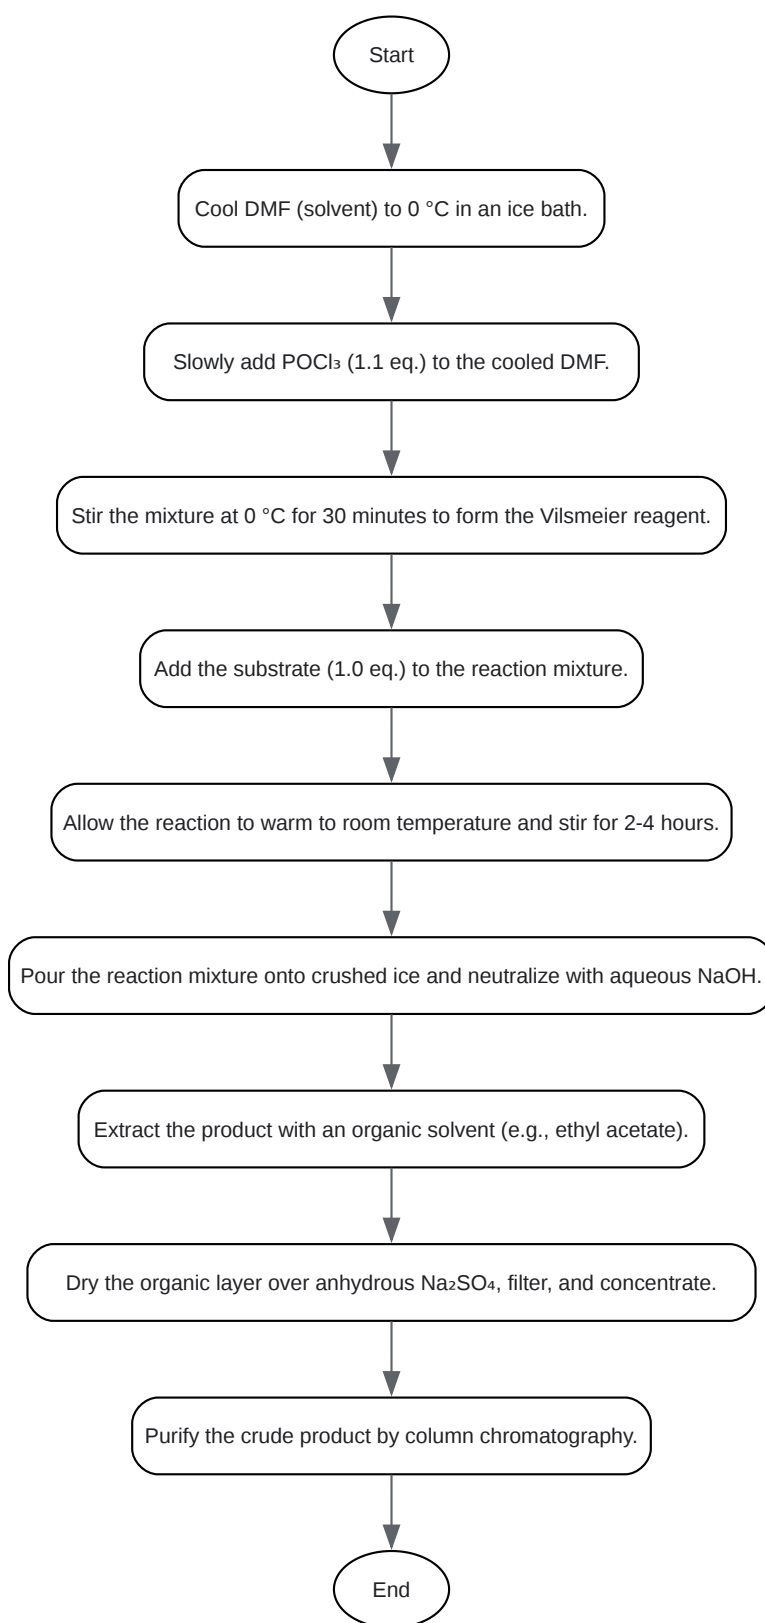 Start
Cool DMF (solvent) to 0 °C in an ice bath.
Slowly add POCl₃ (1.1 eq.) to the cooled DMF.
Stir the mixture at 0 °C for 30 minutes to form the Vilsmeier reagent.
Add the substrate (1.0 eq.) to the reaction mixture.
Allow the reaction to warm to room temperature and stir for 2-4 hours.
Pour the reaction mixture onto crushed ice and neutralize with aqueous NaOH.
Extract the product with an organic solvent (e.g., ethyl acetate).
Dry the organic layer over anhydrous Na₂SO₄, filter, and concentrate.
Purify the crude product by column chromatography.
End